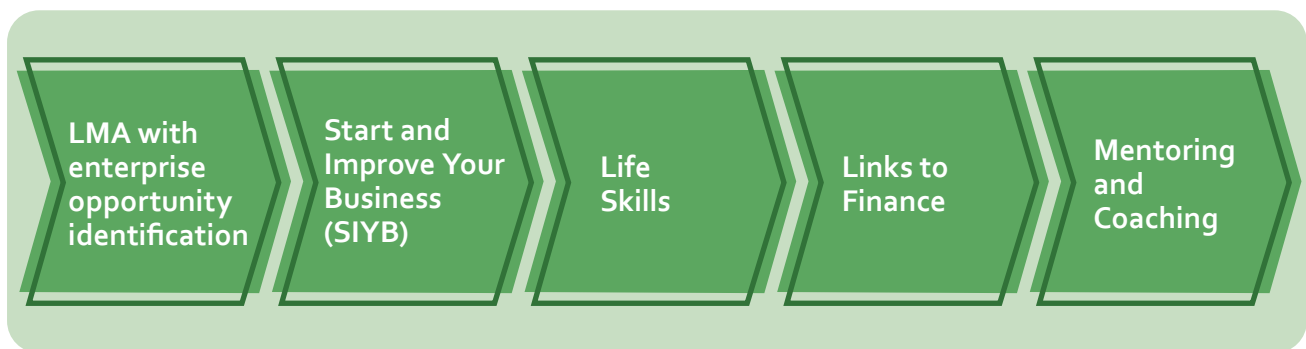 LMA with
enterprise
opportunity
identification
Start and
Improve Your
Business
(SIYB)
Life
Skills
Links to
Finance
Mentoring
and
Coaching